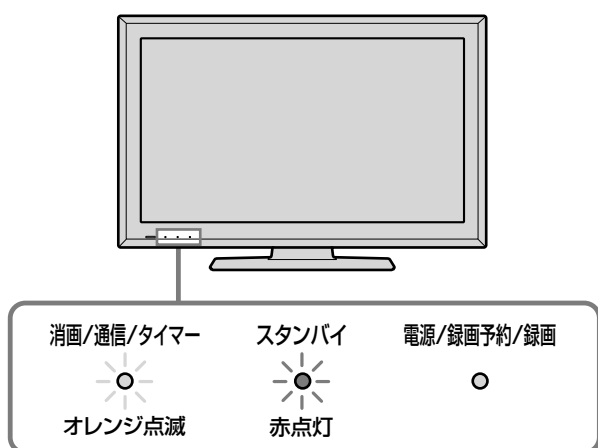 消画/通信/タイマー
スタンバイ
電源/録画予約/録画
オレンジ点滅
赤点灯